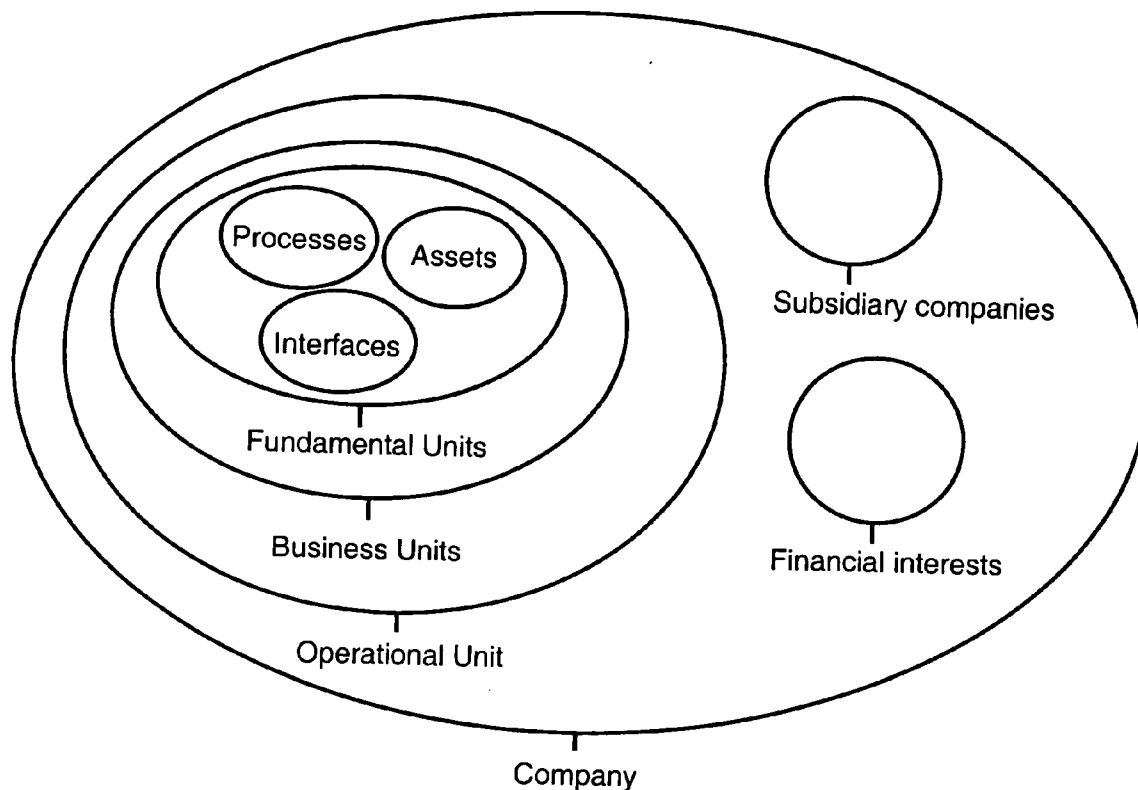 Processes
Assets
Interfaces
Subsidiary companies
Fundamental Units
Business Units
Financial interests
Operational Unit
Company